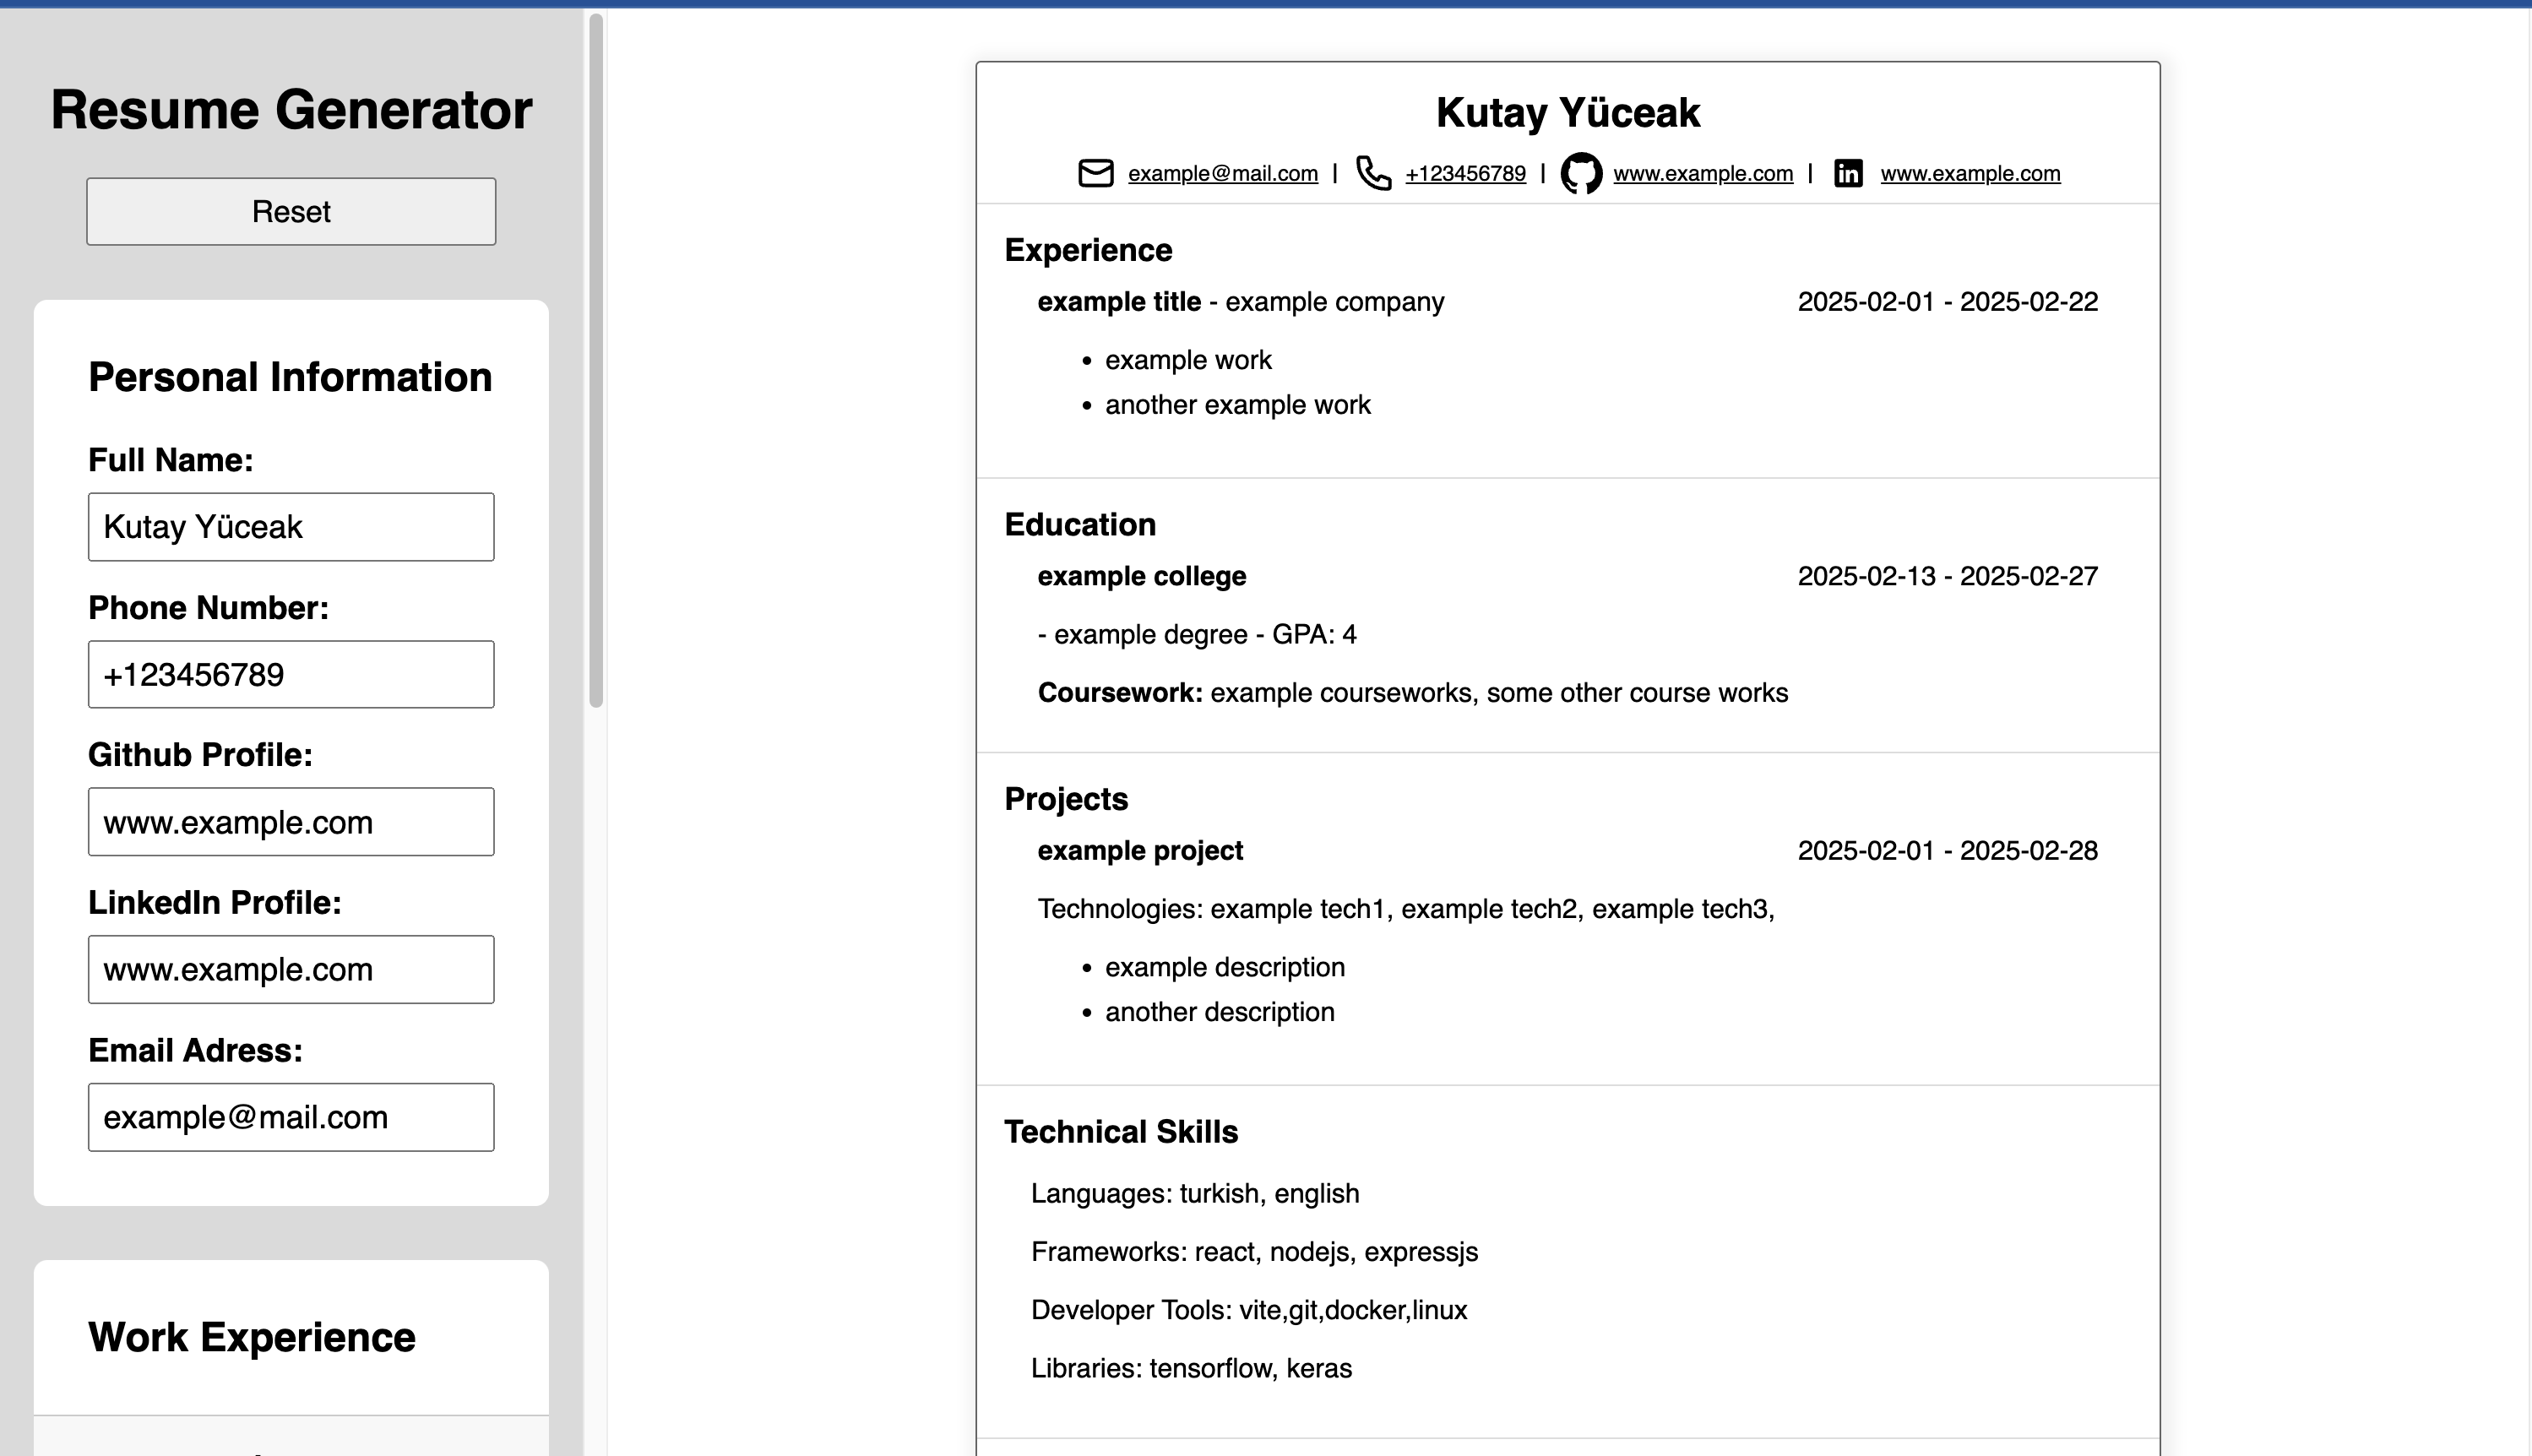 Resume Generator
Reset
Personal Information
Full Name:
Kutay Yüceak
Phone Number:
+123456789
Github Profile:
www.example.com
LinkedIn Profile:
www.example.com
Email Adress:
example@mail.com
Work Experience
Kutay Yüceak
example@mail.com | +123456789 | www.example.com | in www.example.com
Experience
example title - example company 2025-02-01 - 2025-02-22
• example work
• another example work
Education
example college 2025-02-13 - 2025-02-27
- example degree - GPA: 4
Coursework: example courseworks, some other course works
Projects
example project 2025-02-01 - 2025-02-28
Technologies: example tech1, example tech2, example tech3,
• example description
• another description
Technical Skills
Languages: turkish, english
Frameworks: react, nodejs, expressjs
Developer Tools: vite,git,docker,linux
Libraries: tensorflow, keras